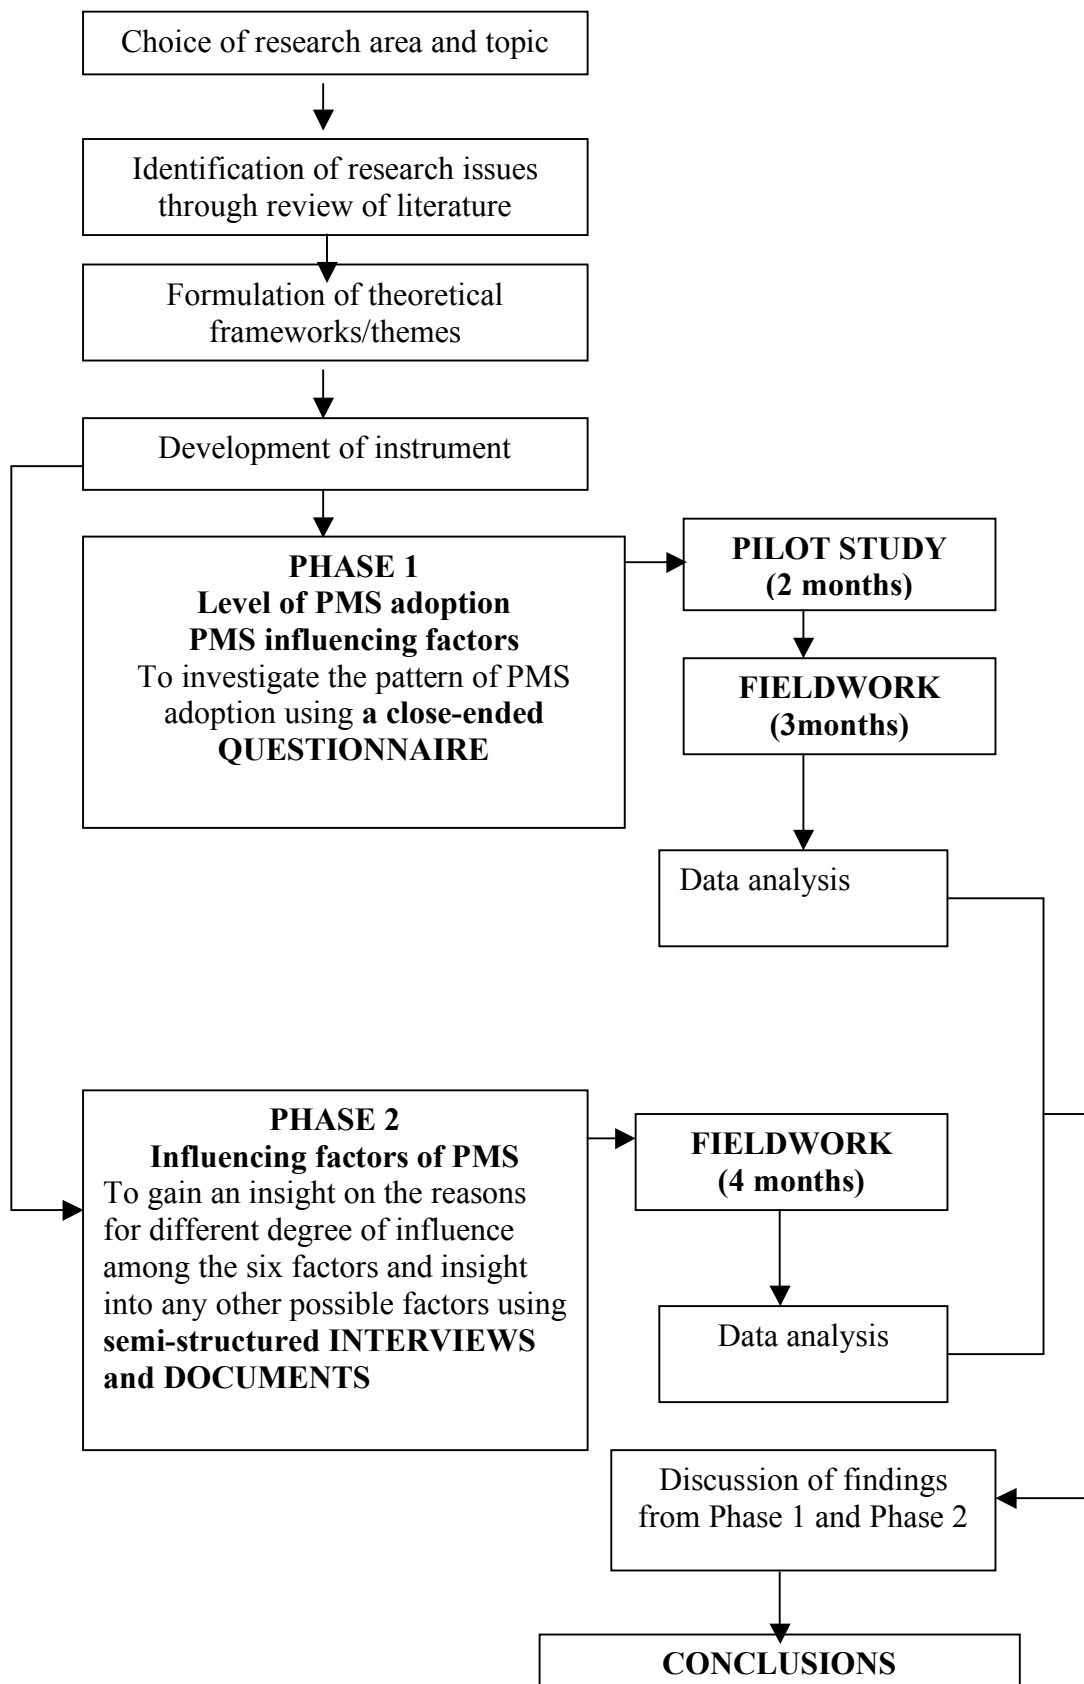 Choice of research area and topic
Identification of research issues
through review of literature
Formulation of theoretical
frameworks/themes
Development of instrument
PHASE 1
Level of PMS adoption
PMS influencing factors
To investigate the pattern of PMS
adoption using a close-ended
QUESTIONNAIRE
PILOT STUDY
(2 months)
FIELDWORK
(3months)
Data analysis
PHASE 2
Influencing factors of PMS
To gain an insight on the reasons
for different degree of influence
among the six factors and insight
into any other possible factors using
semi-structured INTERVIEWS
and DOCUMENTS
FIELDWORK
(4 months)
Data analysis
Discussion of findings
from Phase 1 and Phase 2
CONCLUSIONS